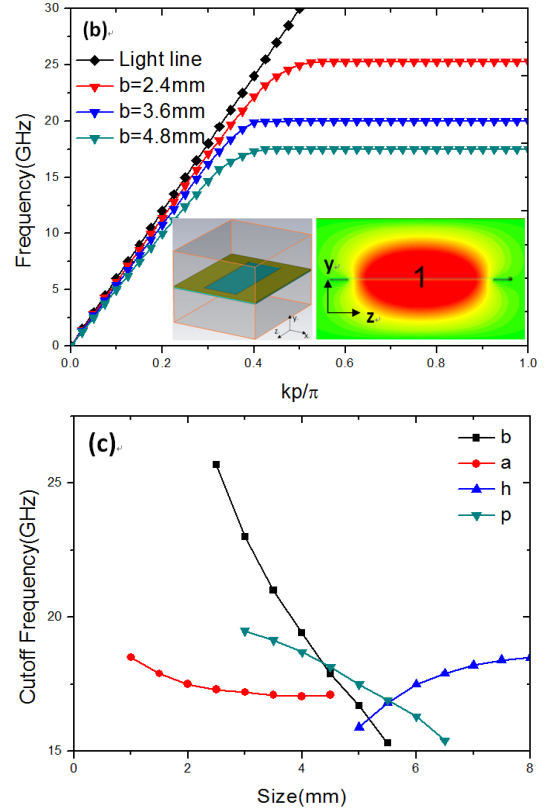 (b)
Light line
b=2.4mm
b=3.6mm
b=4.8mm
30
25
20
15
10
5
0
Frequency(GHz)
y
z
x
1
y
z
0.0 0.2 0.4 0.6 0.8 1.0
kp/π
(c)
b
a
h
p
25
20
15
Cutoff Frequency(GHz)
0 2 4 6 8
Size(mm)